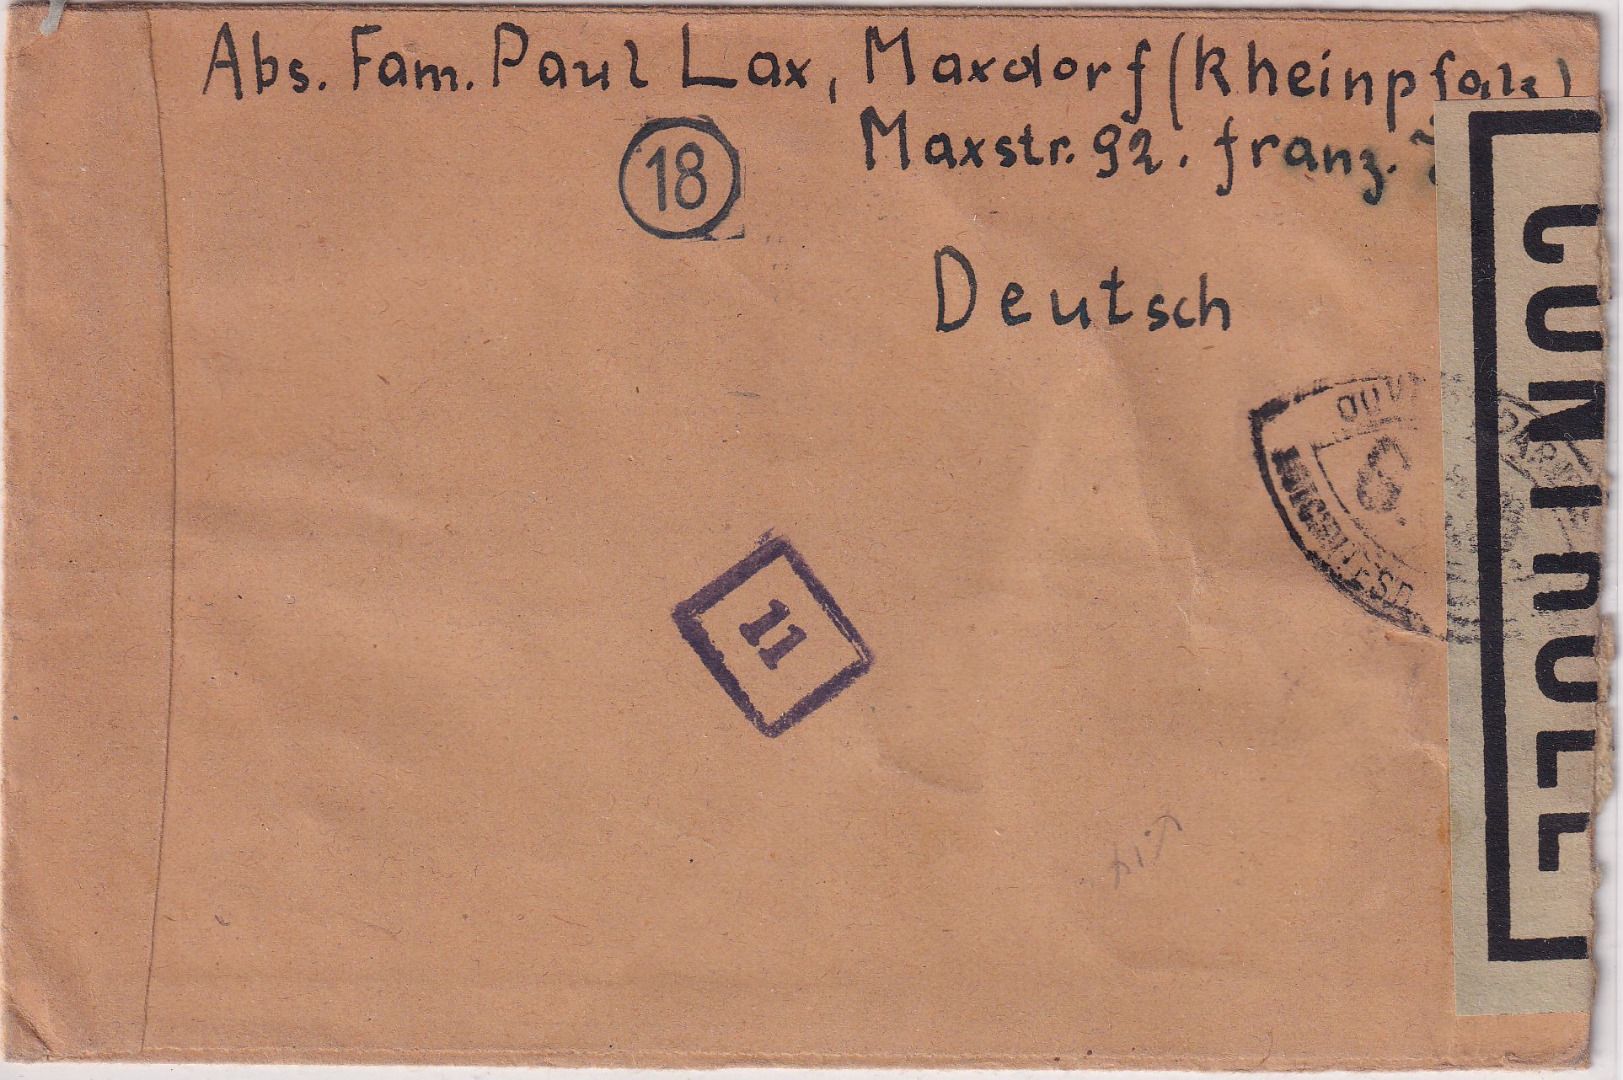 Abs. Fam. Paul Lax, Maxdorf (Rheinpfalz)
18
Maxstr. 92. franz.
Deutsch
11
CONTROLE